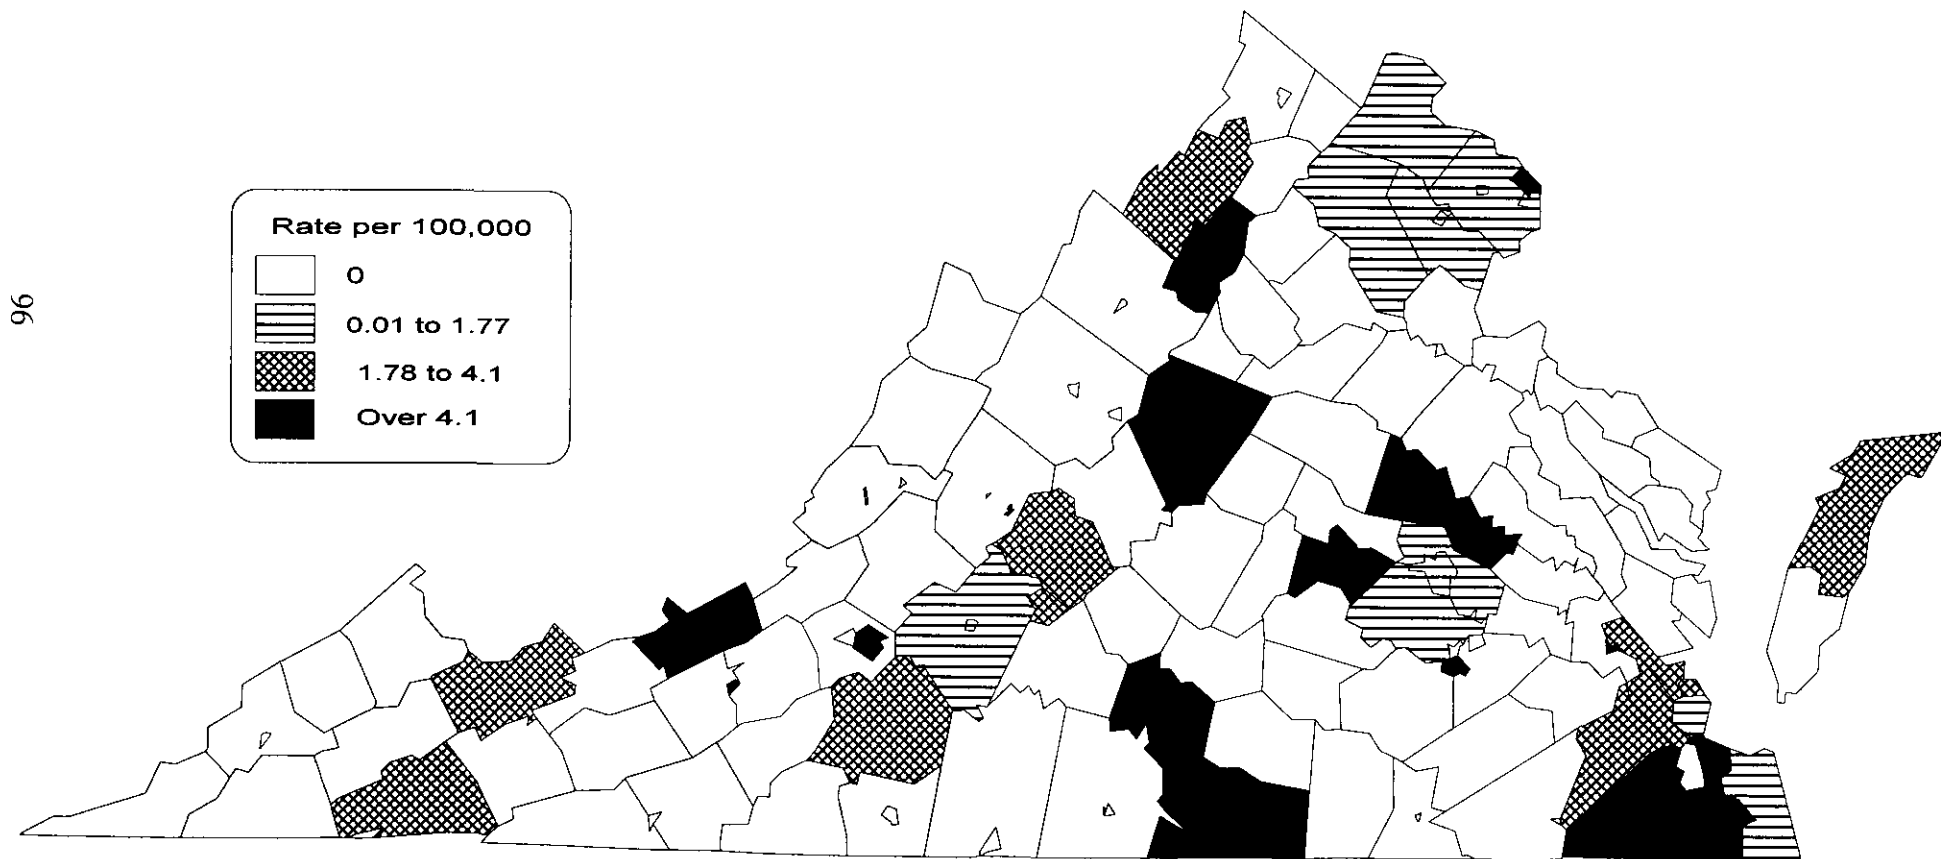 96
Rate per 100,000
0
0.01 to 1.77
1.78 to 4.1
Over 4.1